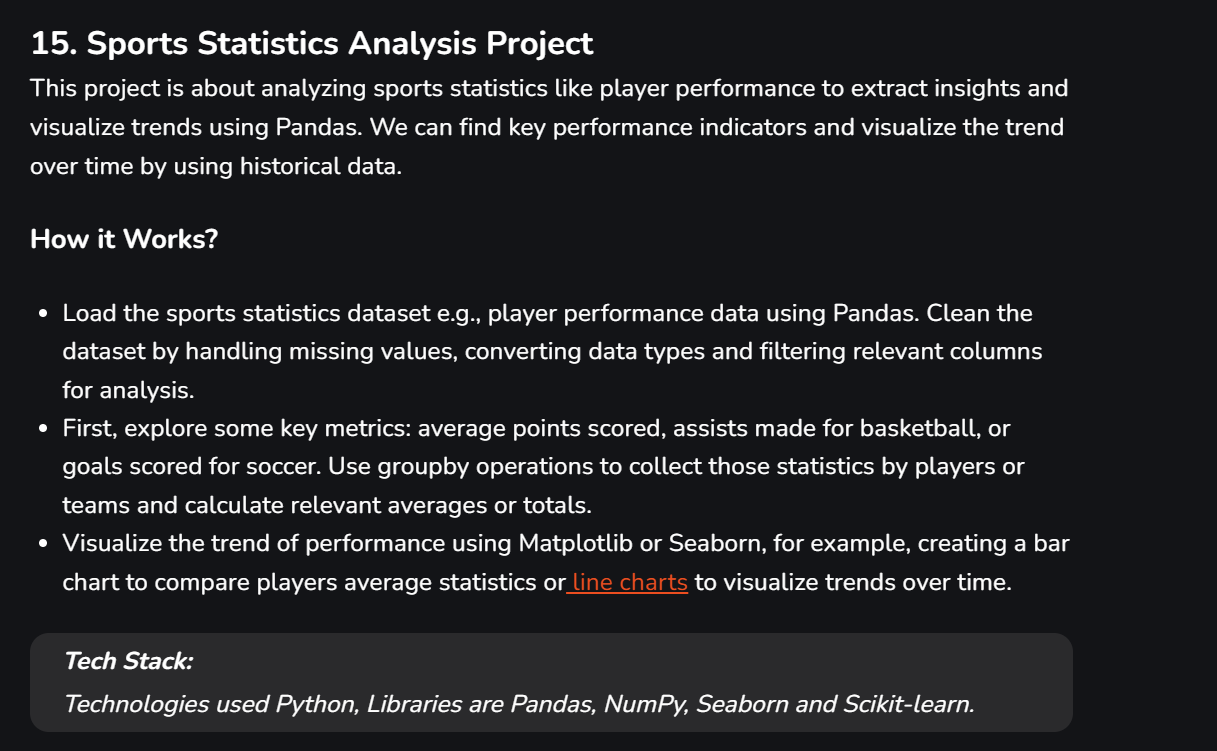 15. Sports Statistics Analysis Project
This project is about analyzing sports statistics like player performance to extract insights and
visualize trends using Pandas. We can find key performance indicators and visualize the trend
over time by using historical data.
How it Works?
• Load the sports statistics dataset e.g., player performance data using Pandas. Clean the
dataset by handling missing values, converting data types and filtering relevant columns
for analysis.
• First, explore some key metrics: average points scored, assists made for basketball, or
goals scored for soccer. Use groupby operations to collect those statistics by players or
teams and calculate relevant averages or totals.
• Visualize the trend of performance using Matplotlib or Seaborn, for example, creating a bar
chart to compare players average statistics or line charts to visualize trends over time.
Tech Stack:
Technologies used Python, Libraries are Pandas, NumPy, Seaborn and Scikit-learn.